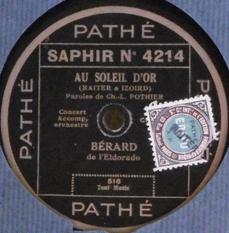 PATHÉ
SAPHIR Nº 4214
AU SOLEIL D'OR
(RAITER & IZOIRD)
Paroles de Ch.-L. POTHIER
Concert
Accomp.
orchestre
BÉRARD
de l'Eldorado
516
PATHÉ
PATHÉ
PATHÉ